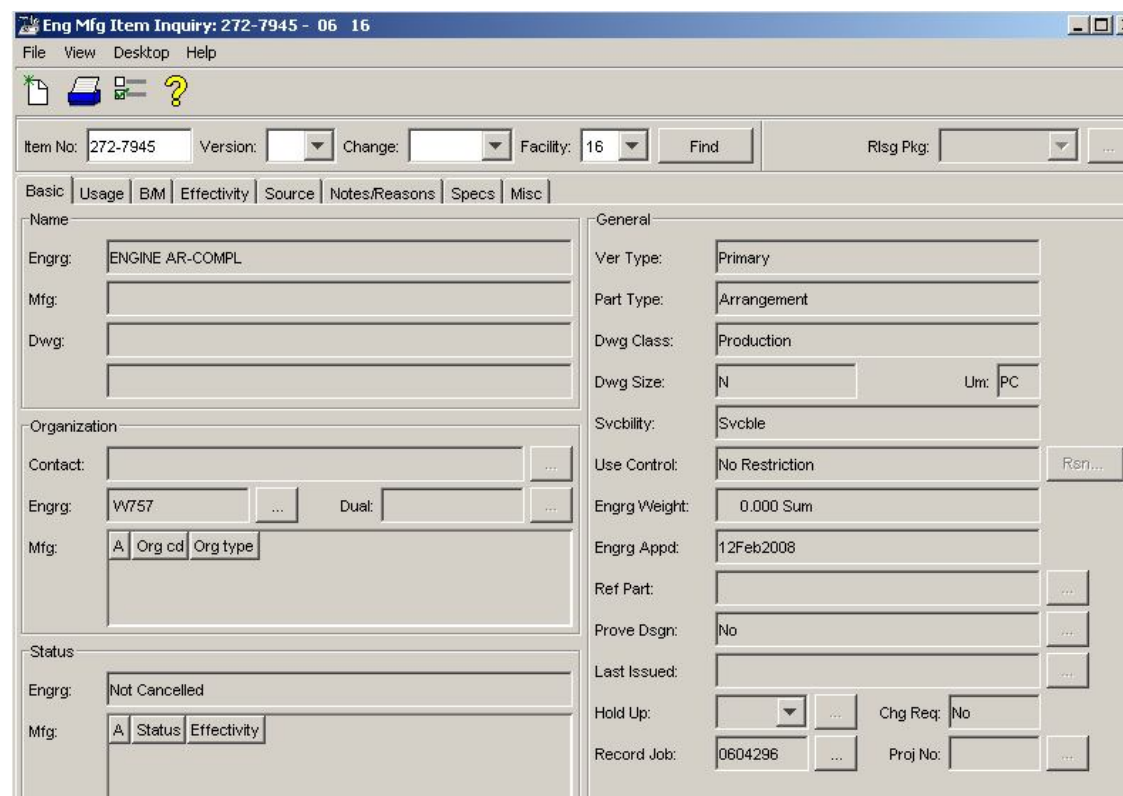 Eng Mfg Item Inquiry: 272-7945 - 06 16
File View Desktop Help
Item No: 272-7945 Version: Change: Facility: 16 Find Rlsg Pkg: ...
Basic Usage B/M Effectivity Source Notes/Reasons Specs Misc
Name
Engrg: ENGINE AR-COMPL
Mfg:
Dwg:
Organization
Contact: ...
Engrg: W757 ... Dual: ...
Mfg: A Org cd Org type
Status
Engrg: Not Cancelled
Mfg: A Status Effectivity
General
Ver Type: Primary
Part Type: Arrangement
Dwg Class: Production
Dwg Size: N Um: PC
Svcbility: Svcble
Use Control: No Restriction Rsn...
Engrg Weight: 0.000 Sum
Engrg Appd: 12Feb2008
Ref Part: ...
Prove Dsgn: No ...
Last Issued: ...
Hold Up: ... Chg Req: No
Record Job: 0604296 ... Proj No: ...